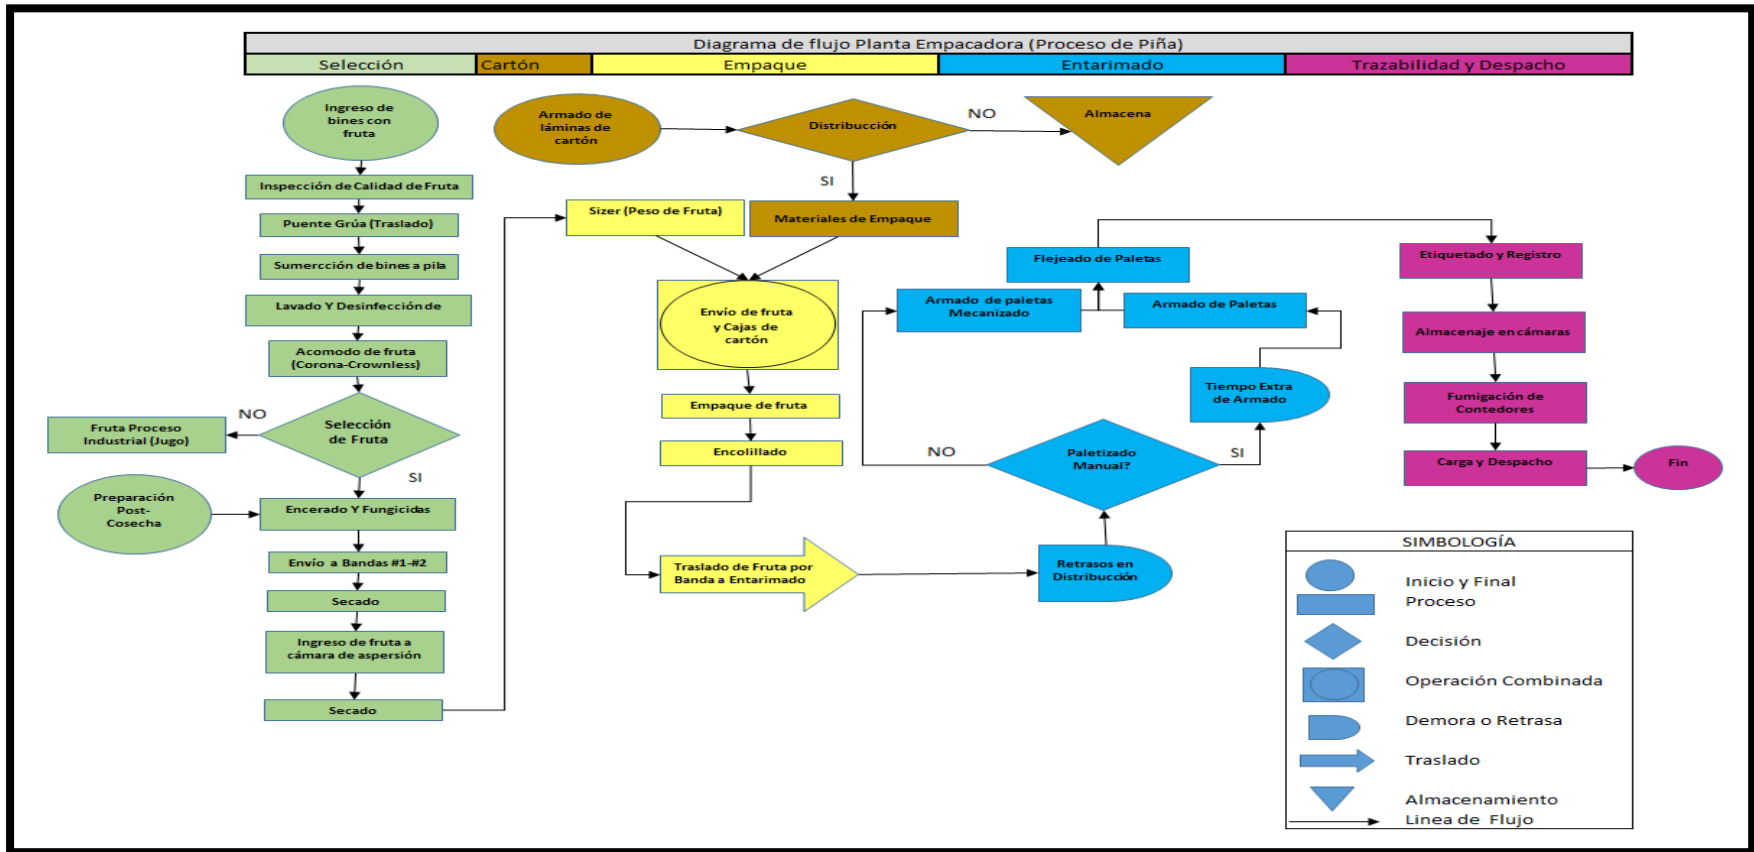 Diagrama de flujo Planta Empacadora (Proceso de Piña)
Selección
Cartón
Empaque
Entarimado
Trazabilidad y Despacho
Ingreso de
bines con
fruta
Inspección de Calidad de Fruta
Puente Grúa (Traslado)
Sumercción de bines a pila
Lavado Y Desinfección de
Acomodo de fruta
(Corona-Crownless)
Selección
de Fruta
NO
Fruta Proceso
Industrial (Jugo)
SI
Preparación
Post-
Cosecha
Encerado Y Fungicidas
Envío a Bandas #1-#2
Secado
Ingreso de fruta a
cámara de aspersión
Secado
Armado de
láminas de
cartón
Distribucción
NO
Almacena
SI
Sizer (Peso de Fruta)
Materiales de Empaque
Envío de fruta
y Cajas de
cartón
Empaque de fruta
Encolillado
Traslado de Fruta por
Banda a Entarimado
Retrasos en
Distribucción
Paletizado
Manual?
NO
SI
Tiempo Extra
de Armado
Armado de paletas
Mecanizado
Armado de Paletas
Flejeado de Paletas
Etiquetado y Registro
Almacenaje en cámaras
Fumigación de
Contedores
Carga y Despacho
Fin
SIMBOLOGÍA
Inicio y Final
Proceso
Decisión
Operación Combinada
Demora o Retrasa
Traslado
Almacenamiento
Linea de Flujo